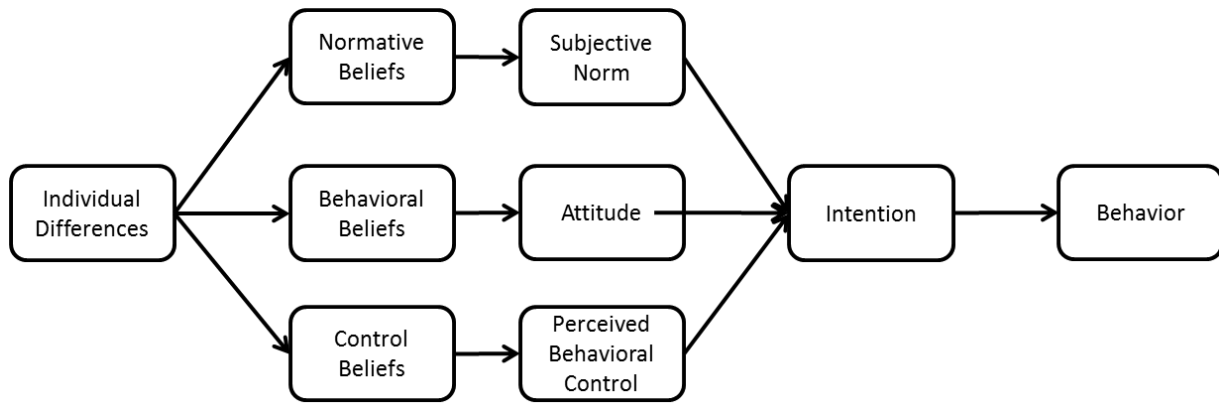 Normative
Beliefs
Subjective
Norm
Individual
Differences
Behavioral
Beliefs
Attitude
Intention
Behavior
Control
Beliefs
Perceived
Behavioral
Control